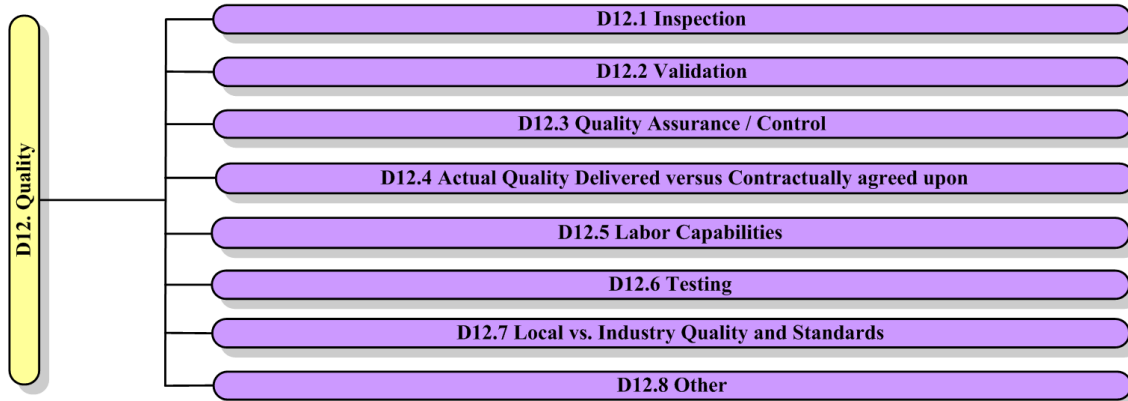 D12. Quality
D12.1 Inspection
D12.2 Validation
D12.3 Quality Assurance / Control
D12.4 Actual Quality Delivered versus Contractually agreed upon
D12.5 Labor Capabilities
D12.6 Testing
D12.7 Local vs. Industry Quality and Standards
D12.8 Other